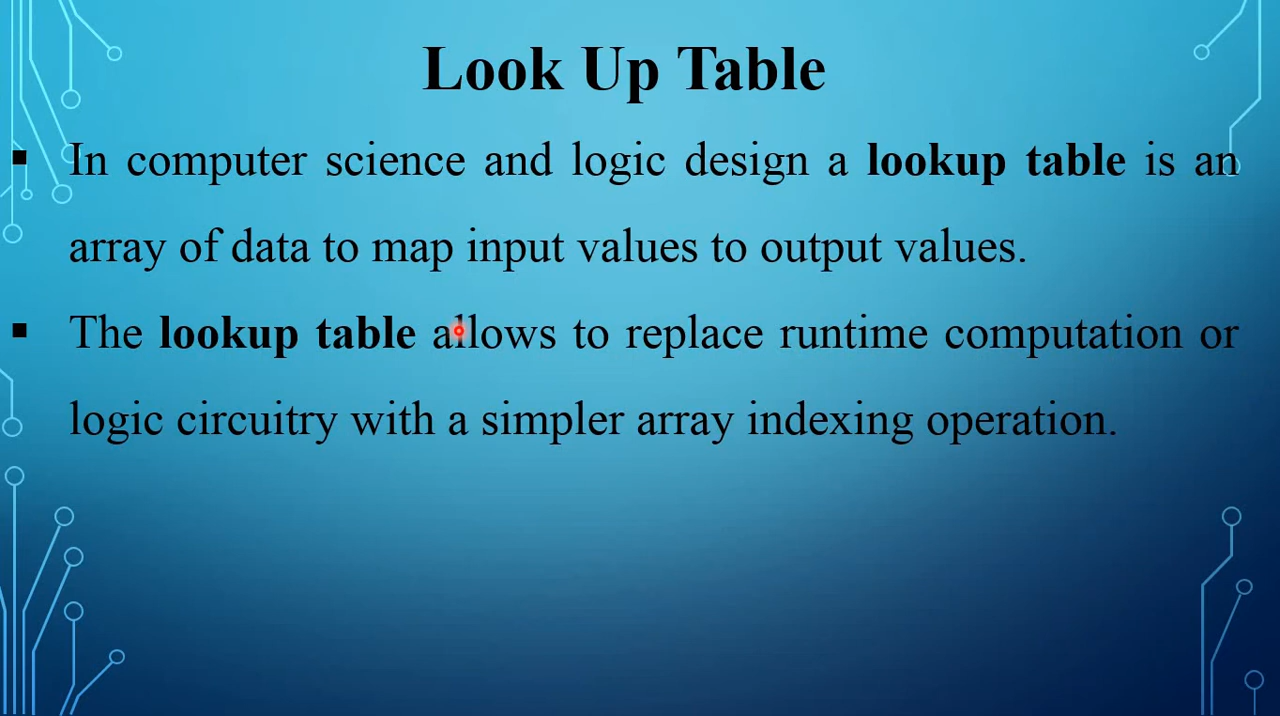 Look Up Table
▪ In computer science and logic design a lookup table is an
array of data to map input values to output values.
▪ The lookup table allows to replace runtime computation or
logic circuitry with a simpler array indexing operation.